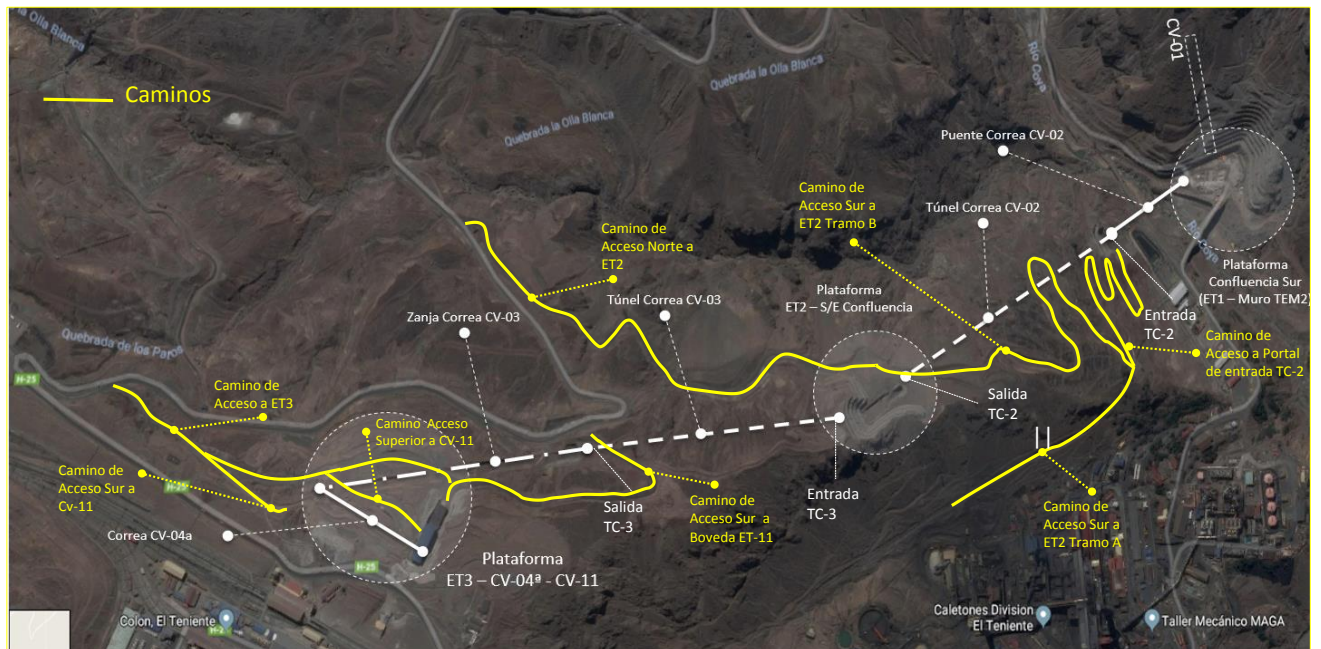 la Olla Blanca
Quebrada la Olla Blanca
Río Coya
CV-01
Caminos
Quebrada la Olla Blanca
Puente Correa CV-02
Camino de
Acceso Sur a
ET2 Tramo B
Túnel Correa CV-02
Camino de
Acceso Norte a
ET2
Río Coya
Plataforma
Confluencia Sur
(ET1 – Muro TEM2)
Plataforma
ET2 – S/E Confluencia
Túnel Correa CV-03
Zanja Correa CV-03
Entrada
TC-2
Quebrada de los Paros
Camino de
Acceso a Portal
de entrada TC-2
H-25
Camino de
Acceso a ET3
Camino Acceso
Superior a CV-11
Salida
TC-2
Camino de
Acceso Sur a
Cv-11
H-25
Salida
TC-3
Camino de
Acceso Sur a
Boveda ET-11
Entrada
TC-3
Camino de
Acceso Sur a
ET2 Tramo A
Correa CV-04a
Plataforma
ET3 – CV-04ª - CV-11
H-25
Colon, El Teniente
Caletones Division
El Teniente
Taller Mecánico MAGA